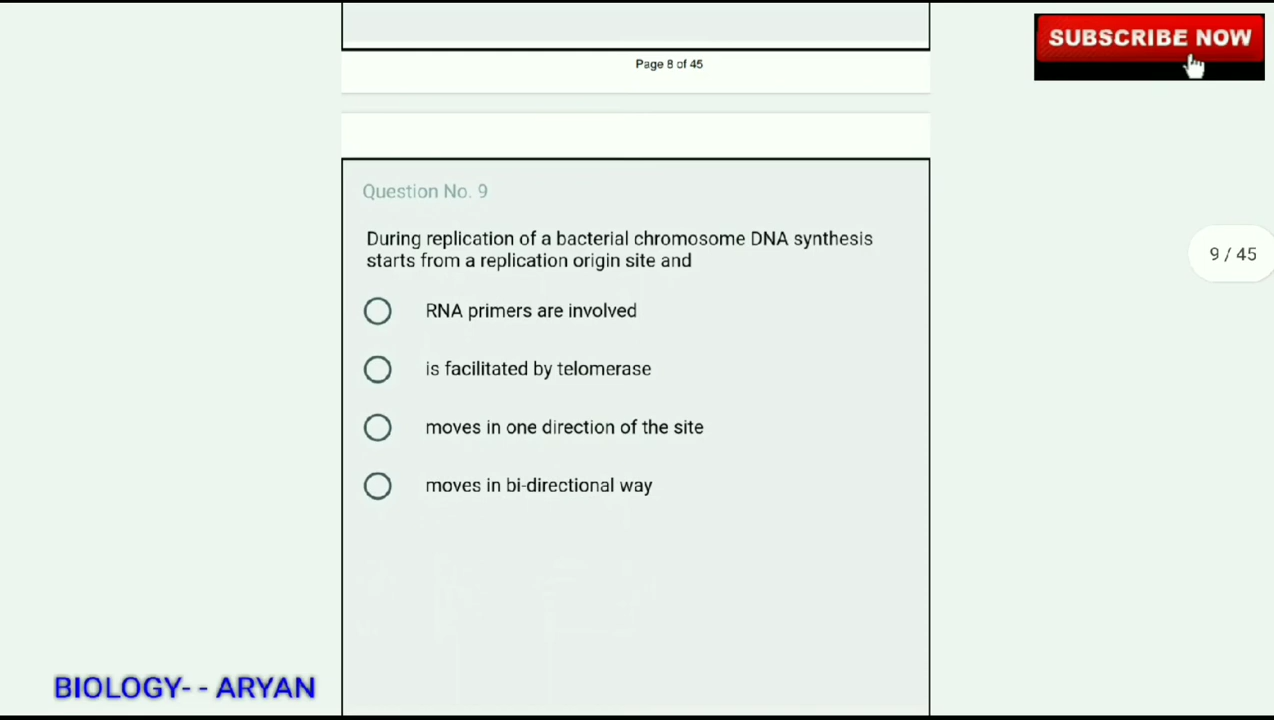 SUBSCRIBE NOW
Page 8 of 45
Question No. 9
During replication of a bacterial chromosome DNA synthesis
starts from a replication origin site and
RNA primers are involved
is facilitated by telomerase
moves in one direction of the site
moves in bi-directional way
9 / 45
BIOLOGY- - ARYAN